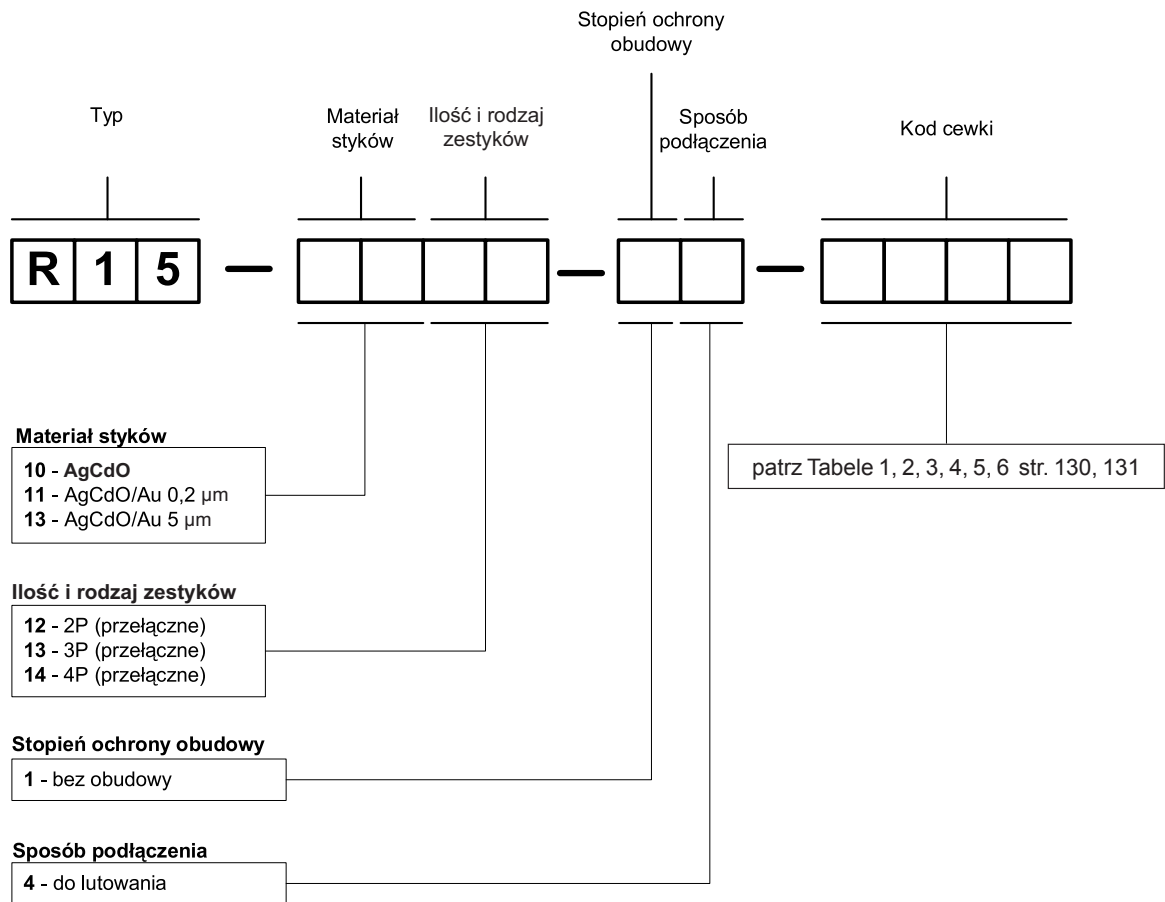 Stopień ochrony
obudowy
Typ
Materiał
styków
Ilość i rodzaj
zestyków
Sposób
podłączenia
Kod cewki
R 1 5 — — —
Materiał styków
10 - AgCdO
11 - AgCdO/Au 0,2 µm
13 - AgCdO/Au 5 µm
patrz Tabele 1, 2, 3, 4, 5, 6 str. 130, 131
Ilość i rodzaj zestyków
12 - 2P (przełączne)
13 - 3P (przełączne)
14 - 4P (przełączne)
Stopień ochrony obudowy
1 - bez obudowy
Sposób podłączenia
4 - do lutowania